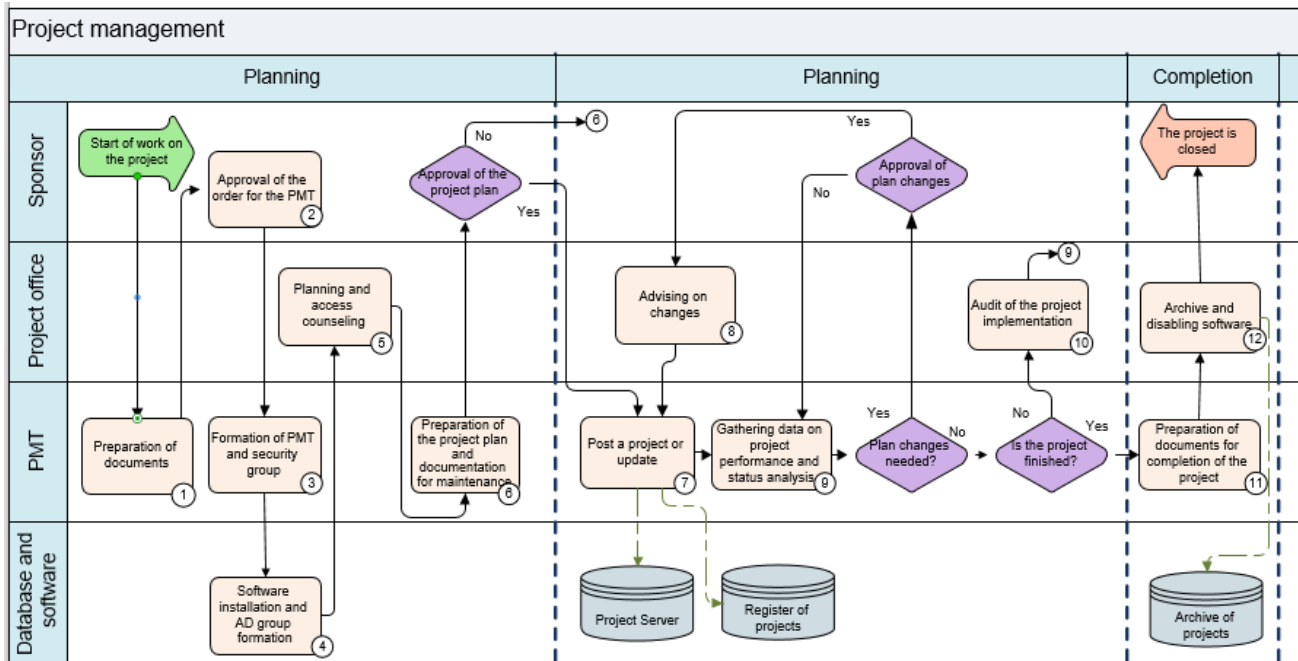 Project management
Planning
Planning
Completion
Sponsor
Start of work on
the project
Approval of the
order for the PMT
2
Approval of the
project plan
No
6
Yes
Approval of
plan changes
Yes
No
The project is
closed
Project office
Planning and
access
counseling
5
Advising on
changes
8
Audit of the project
implementation
10
9
Archive and
disabling software
12
PMT
Preparation of
documents
1
Formation of PMT
and security
group
3
Preparation of
the project plan
and
documentation
for maintenance
6
Post a project or
update
7
Gathering data on
project
performance and
status analysis
9
Plan changes
needed?
Yes
No
Is the project
finished?
No
Yes
Preparation of
documents for
completion of the
project
11
Database and
software
Software
installation and
AD group
formation
4
Project Server
Register of
projects
Archive of
projects